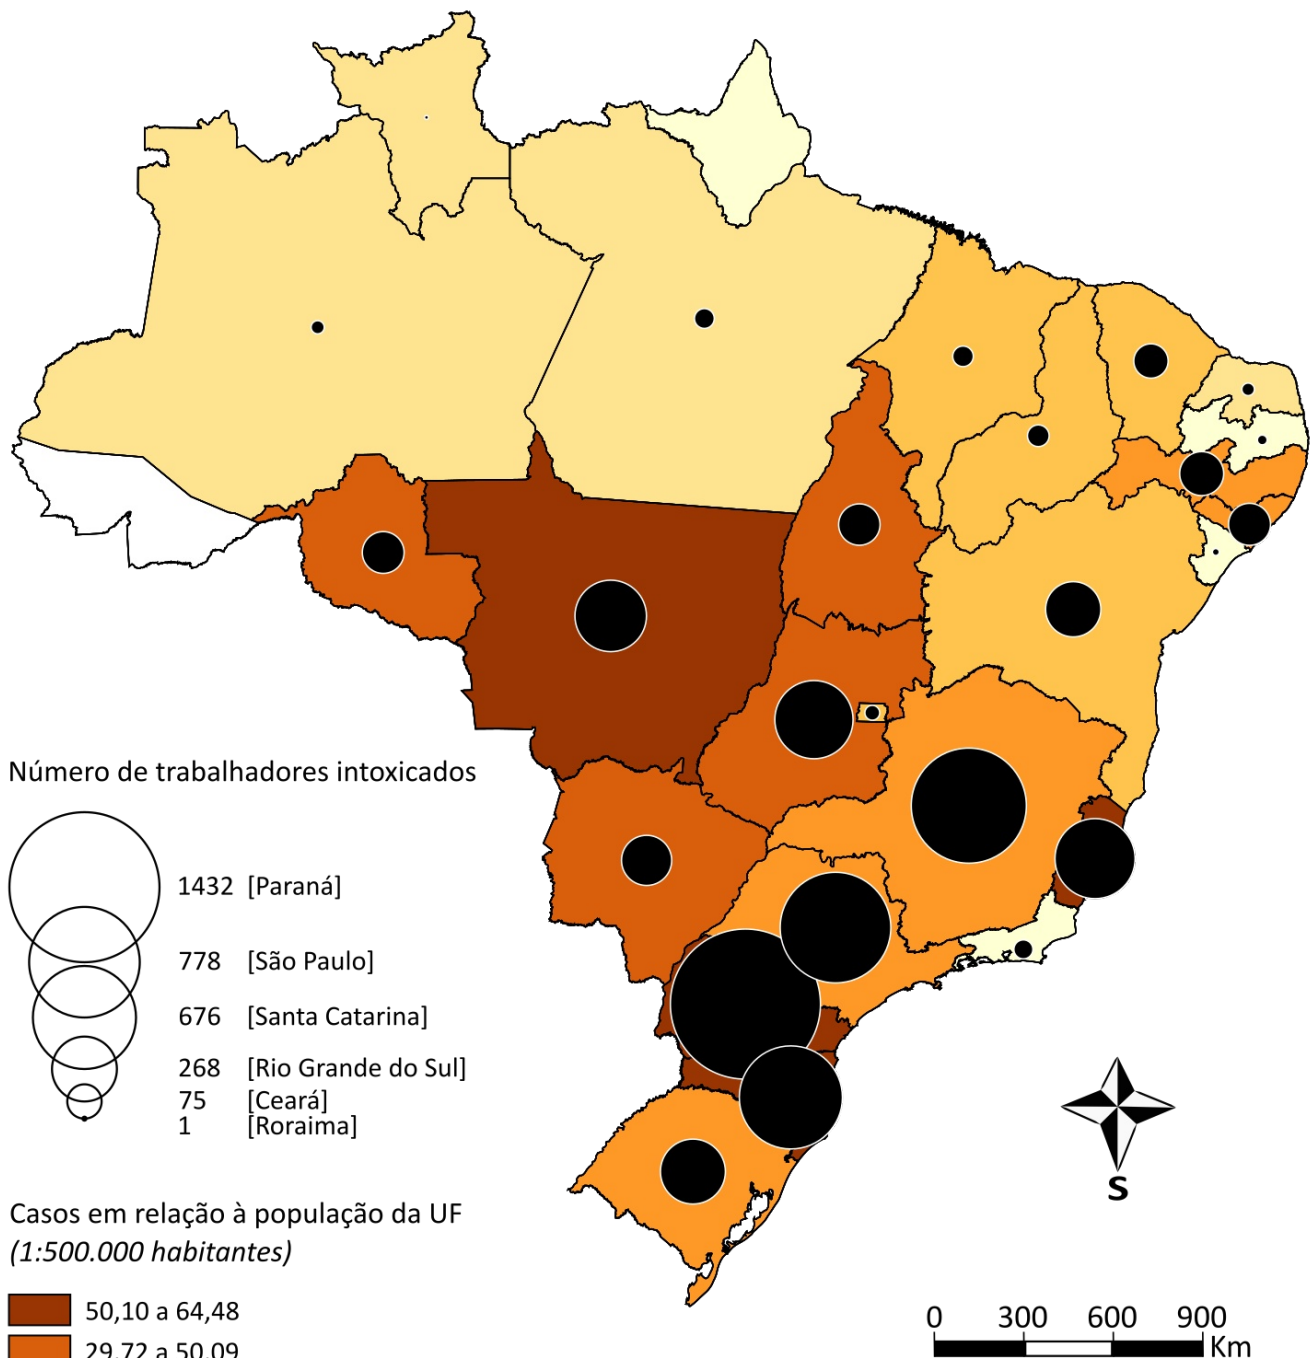 Número de trabalhadores intoxicados
1432 [Paraná]
778 [São Paulo]
676 [Santa Catarina]
268 [Rio Grande do Sul]
75 [Ceará]
1 [Roraima]
S
Casos em relação à população da UF
(1:500.000 habitantes)
50,10 a 64,48
29,72 a 50,09
0 300 600 900
Km